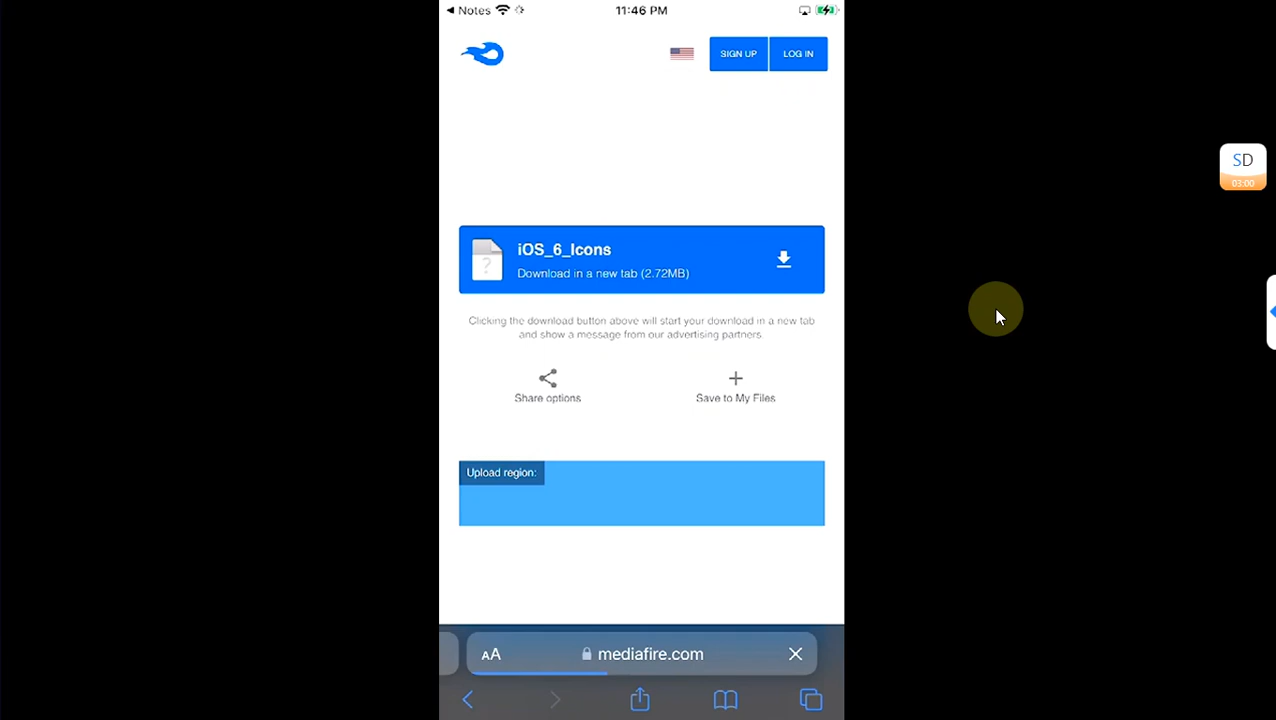 Notes
11:46 PM
SIGN UP
LOG IN
SD
03:00
iOS_6_Icons
?
Download in a new tab (2.72MB)
Clicking the download button above will start your download in a new tab
and show a message from our advertising partners
Share options
Save to My Files
Upload region:
AA
mediafire.com